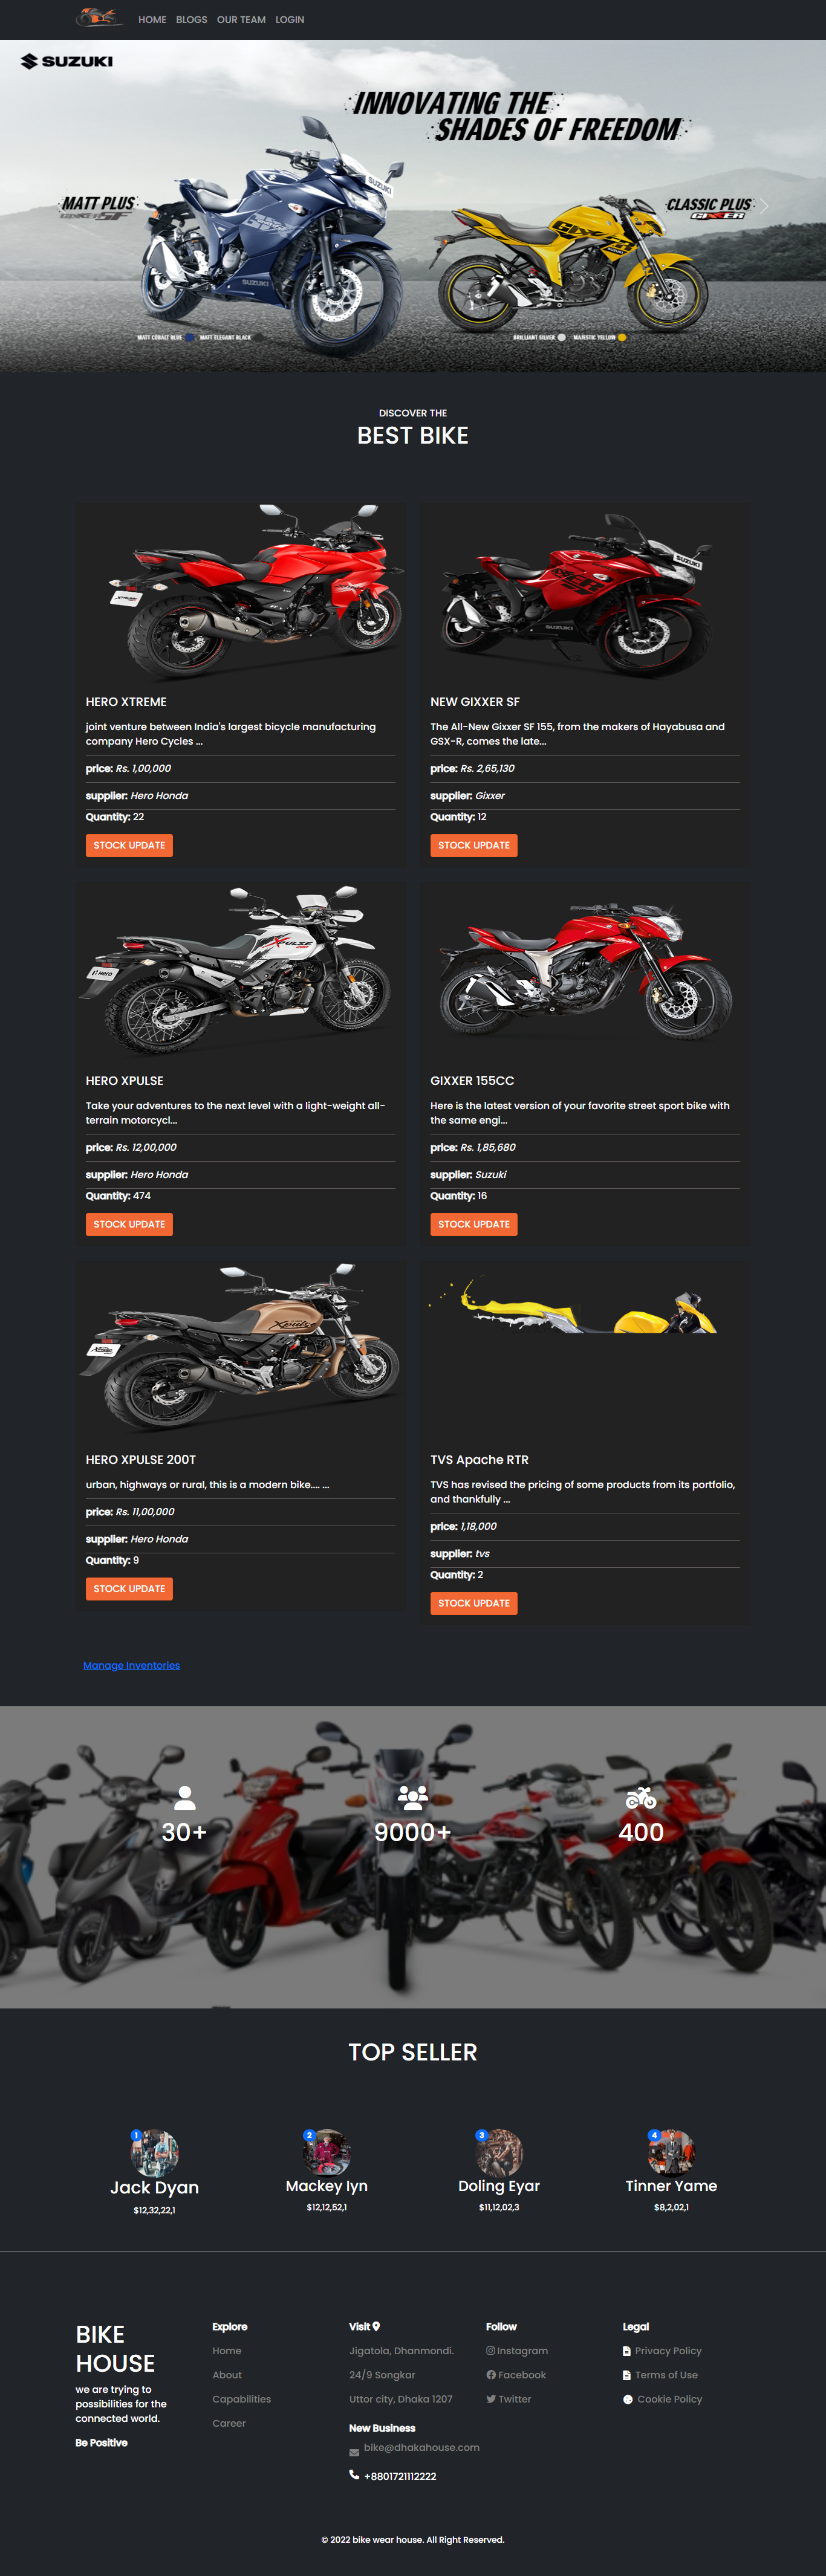 HOME BLOGS OUR TEAM LOGIN
SUZUKI
INNOVATING THE
SHADES OF FREEDOM
MATT PLUS
GIXXER SF
CLASSIC PLUS
GIXXER
SUZUKI
GIXXER
SUZUKI
MATT COBALT BLUE MATT ELEGANT BLACK
BRILLIANT SILVER MAJESTIC YELLOW
DISCOVER THE
BEST BIKE
SUZUKI
SUZUKI
HERO XTREME
joint venture between India's largest bicycle manufacturing
company Hero Cycles ...
price: Rs. 1,00,000
supplier: Hero Honda
Quantity: 22
STOCK UPDATE
NEW GIXXER SF
The All-New Gixxer SF 155, from the makers of Hayabusa and
GSX-R, comes the late...
price: Rs. 2,65,130
supplier: Gixxer
Quantity: 12
STOCK UPDATE
XPULSE
Hero
HERO XPULSE
Take your adventures to the next level with a light-weight all-
terrain motorcycl...
price: Rs. 12,00,000
supplier: Hero Honda
Quantity: 474
STOCK UPDATE
GIXXER 155CC
Here is the latest version of your favorite street sport bike with
the same engi...
price: Rs. 1,85,680
supplier: Suzuki
Quantity: 16
STOCK UPDATE
Xpulse
HERO XPULSE 200T
urban, highways or rural, this is a modern bike.... ...
price: Rs. 11,00,000
supplier: Hero Honda
Quantity: 9
STOCK UPDATE
TVS Apache RTR
TVS has revised the pricing of some products from its portfolio,
and thankfully ...
price: 1,18,000
supplier: tvs
Quantity: 2
STOCK UPDATE
Manage Inventories
30+
9000+
400
TOP SELLER
1
Jack Dyan
$12,32,22,1
2
Mackey Iyn
$12,12,52,1
3
Doling Eyar
$11,12,02,3
4
Tinner Yame
$8,2,02,1
BIKE
HOUSE
we are trying to
possibilities for the
connected world.
Be Positive
Explore
Home
About
Capabilities
Career
Visit
Jigatola, Dhanmondi.
24/9 Songkar
Uttor city, Dhaka 1207
New Business
bike@dhakahouse.com
+8801721112222
Follow
Instagram
Facebook
Twitter
Legal
Privacy Policy
Terms of Use
Cookie Policy
© 2022 bike wear house. All Right Reserved.